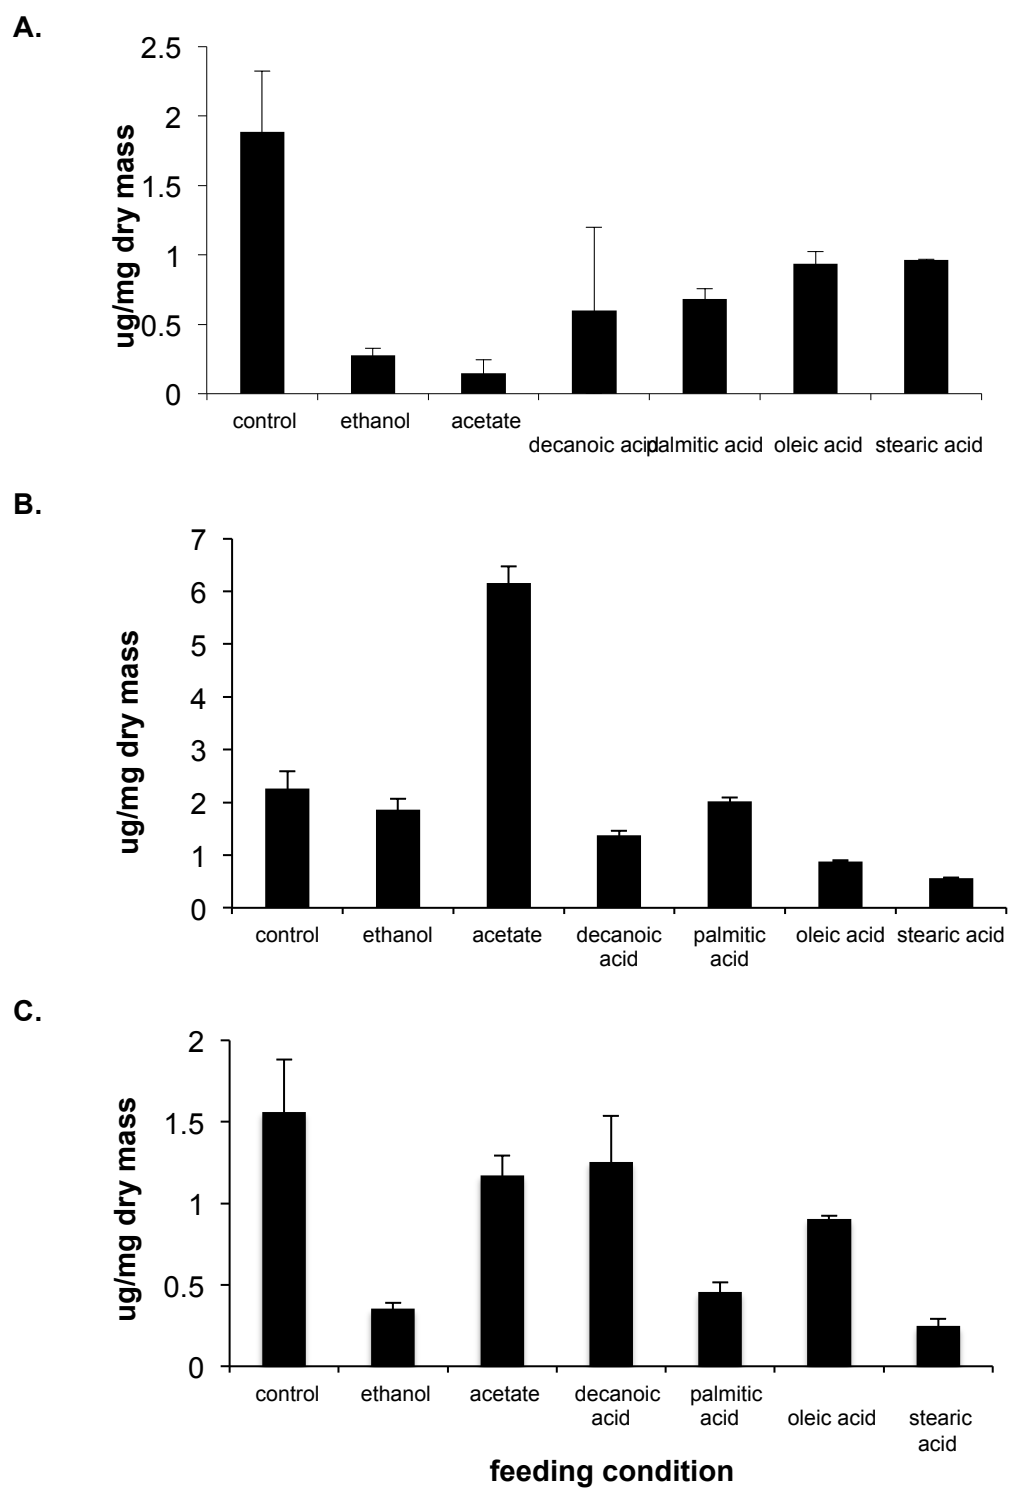 A.
ug/mg dry mass
2.5
2
1.5
1
0.5
0
control ethanol acetate
decanoic acid palmitic acid oleic acid stearic acid
B.
ug/mg dry mass
7
6
5
4
3
2
1
0
control ethanol acetate decanoic palmitic oleic acid stearic acid
acid acid
C.
ug/mg dry mass
2
1.5
1
0.5
0
control ethanol acetate decanoic palmitic
acid acid oleic acid stearic
acid
feeding condition